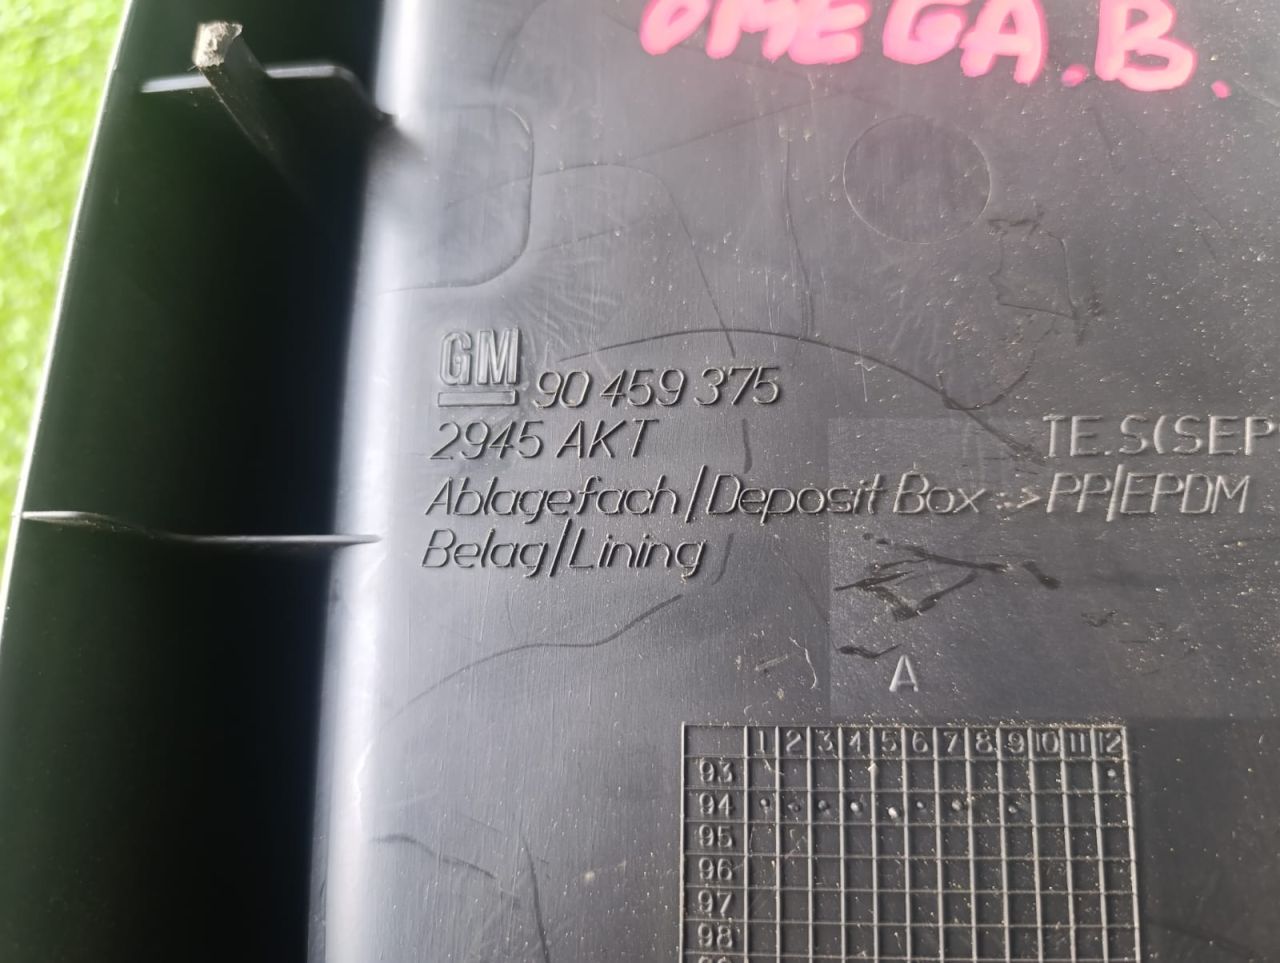 OMEGA.B.
GM 90 459 375
2945 AKT TE.S(SEP
Ablagefach/Deposit Box :->PP/EPDM
Belag/Lining
A
1 2 3 4 5 6 7 8 9 10 11 12
93
94
95
96
97
98